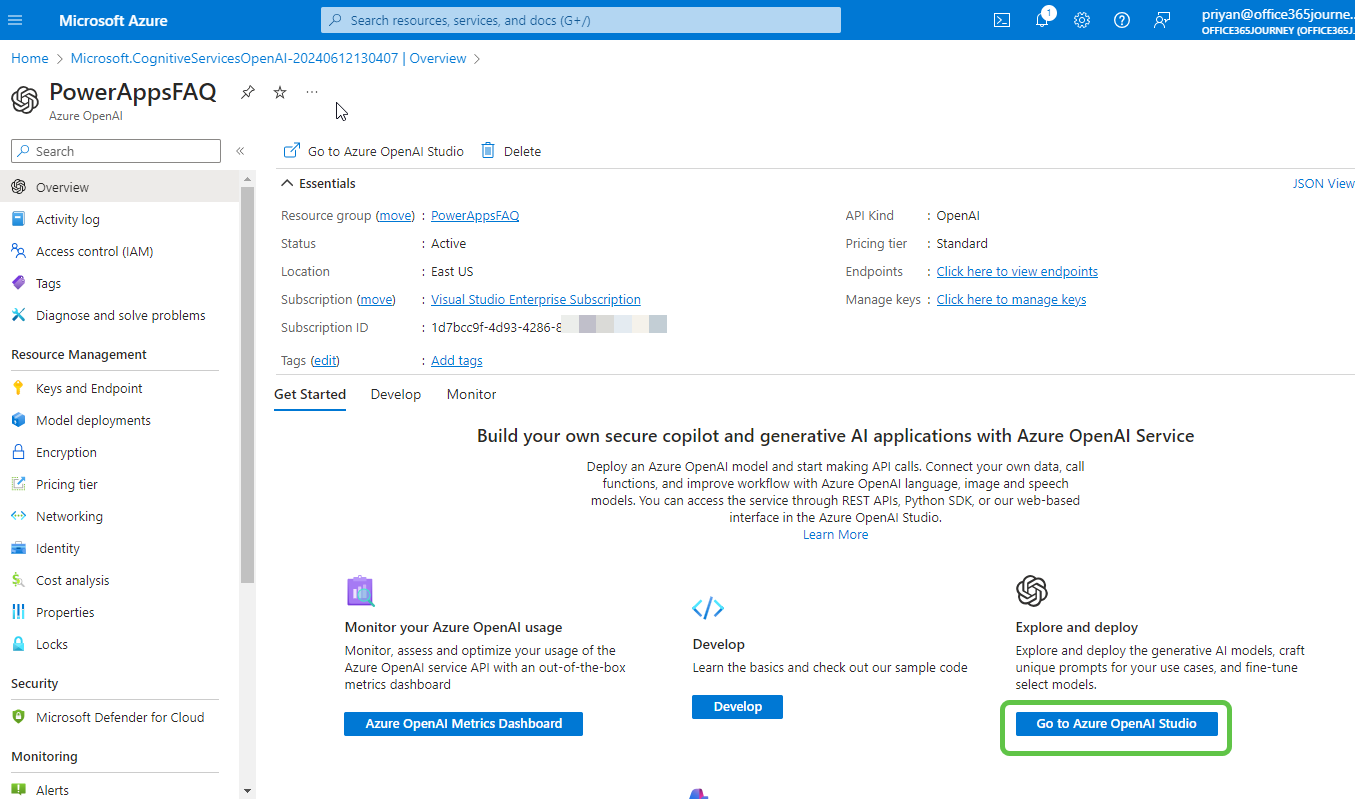 Microsoft Azure
Search resources, services, and docs (G+/)
1
priyan@office365journe...
OFFICE365JOURNEY (OFFICE365J...
Home > Microsoft.CognitiveServicesOpenAI-20240612130407 | Overview >
PowerAppsFAQ
...
Azure OpenAI
Search
«
Go to Azure OpenAI Studio
Delete
Overview
Activity log
Access control (IAM)
Tags
Diagnose and solve problems
Resource Management
Keys and Endpoint
Model deployments
Encryption
Pricing tier
Networking
Identity
Cost analysis
Properties
Locks
Security
Microsoft Defender for Cloud
Monitoring
Alerts
Essentials
JSON View
Resource group (move) : PowerAppsFAQ
Status : Active
Location : East US
Subscription (move) : Visual Studio Enterprise Subscription
Subscription ID : 1d7bcc9f-4d93-4286-8
Tags (edit) : Add tags
API Kind : OpenAI
Pricing tier : Standard
Endpoints : Click here to view endpoints
Manage keys : Click here to manage keys
Get Started Develop Monitor
Build your own secure copilot and generative AI applications with Azure OpenAI Service
Deploy an Azure OpenAI model and start making API calls. Connect your own data, call
functions, and improve workflow with Azure OpenAI language, image and speech
models. You can access the service through REST APIs, Python SDK, or our web-based
interface in the Azure OpenAI Studio.
Learn More
Monitor your Azure OpenAI usage
Monitor, assess and optimize your usage of the
Azure OpenAI service API with an out-of-the-box
metrics dashboard
Azure OpenAI Metrics Dashboard
Develop
Learn the basics and check out our sample code
Develop
Explore and deploy
Explore and deploy the generative AI models, craft
unique prompts for your use cases, and fine-tune
select models.
Go to Azure OpenAI Studio